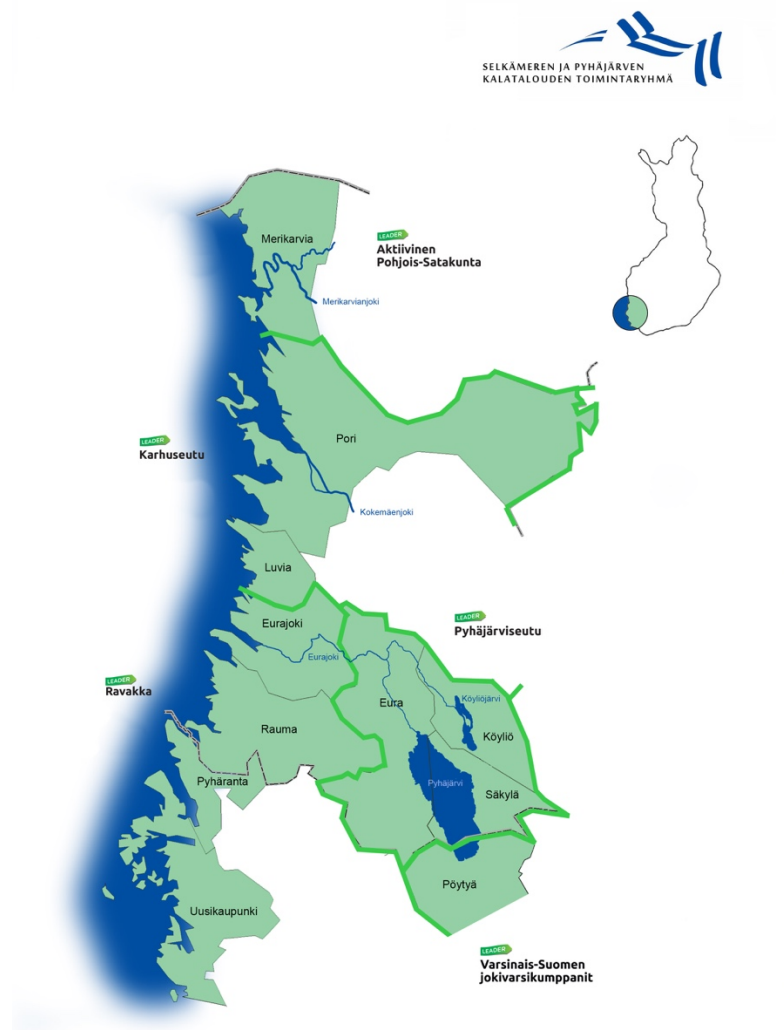 SELKÄMEREN JA PYHÄJÄRVEN
KALATALOUDEN TOIMINTARYHMÄ
Merikarvia
LEADER
Aktiivinen
Pohjois-Satakunta
Merikarvianjoki
Pori
LEADER
Karhuseutu
Kokemäenjoki
Luvia
Eurajoki
LEADER
Pyhäjärviseutu
Eurajoki
LEADER
Ravakka
Eura
Köyliöjärvi
Rauma
Köyliö
Pyhäranta
Pyhäjärvi
Säkylä
Pöytyä
Uusikaupunki
LEADER
Varsinais-Suomen
jokivarsikumppanit